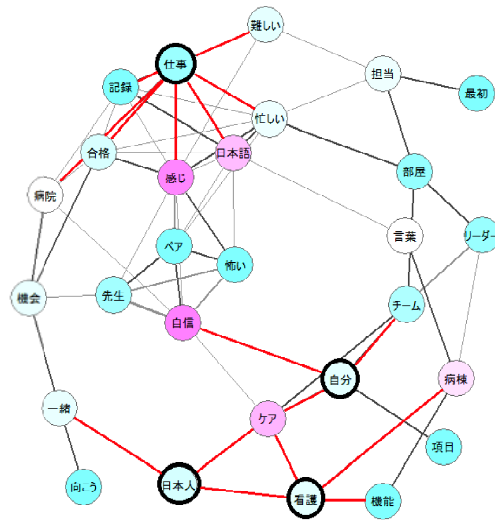 難しい
仕事
担当
記録
最初
忙しい
合格
日本語
部屋
感じ
病院
言葉
リーダー
ペア
怖い
機会
先生
チーム
自信
自分
病棟
一緒
ケア
項目
向こう
日本人
看護
機能